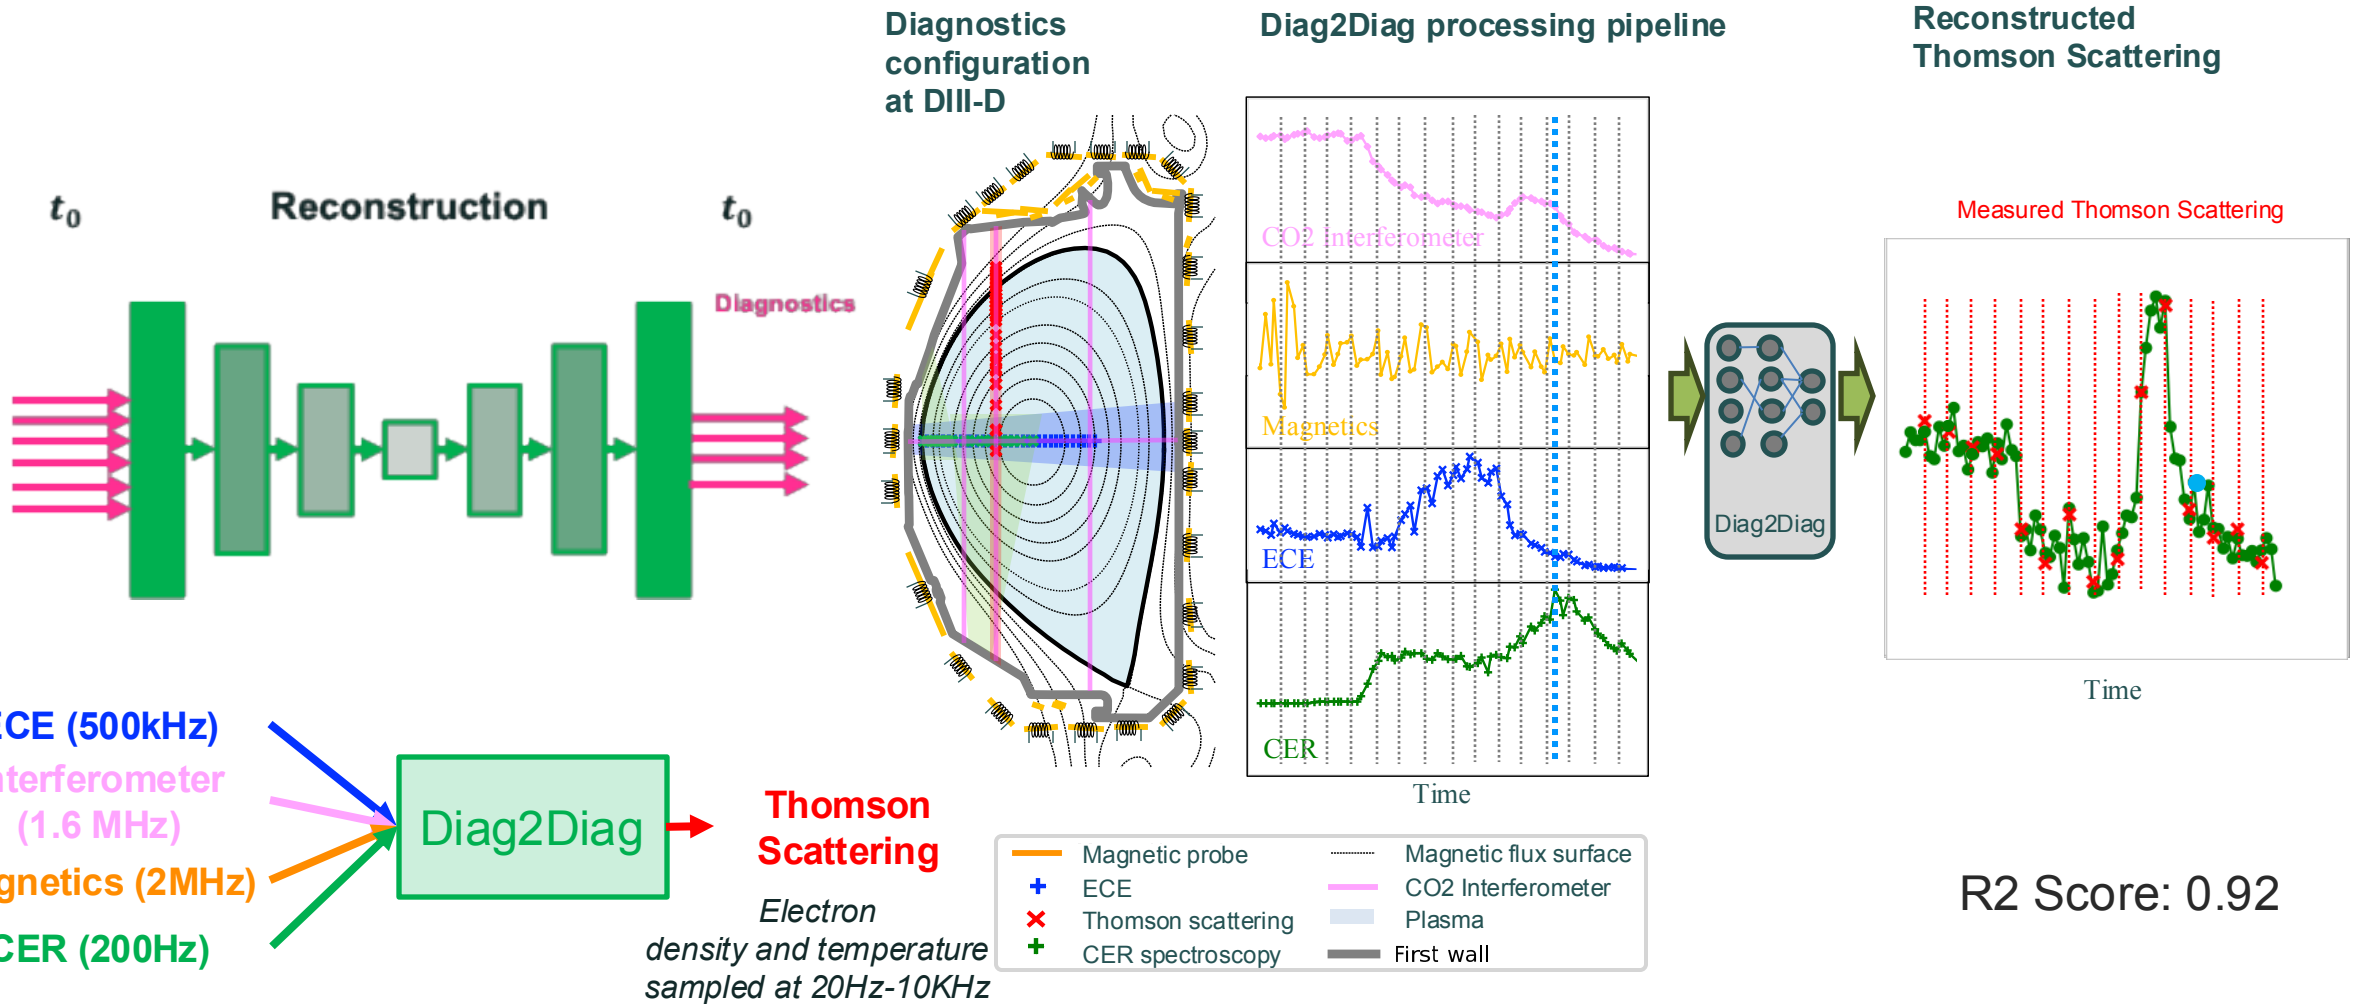 Diagnostics
configuration
at DIII-D
Diag2Diag processing pipeline
Reconstructed
Thomson Scattering
t₀
Reconstruction
t₀
Diagnostics
CO2 Interferometer
Magnetics
ECE
CER
Time
Diag2Diag
Measured Thomson Scattering
Time
CE (500kHz)
nterferometer
(1.6 MHz)
gnetics (2MHz)
CER (200Hz)
Diag2Diag
Thomson
Scattering
Electron
density and temperature
sampled at 20Hz-10KHz
Magnetic probe
ECE
Thomson scattering
CER spectroscopy
Magnetic flux surface
CO2 Interferometer
Plasma
First wall
R2 Score: 0.92